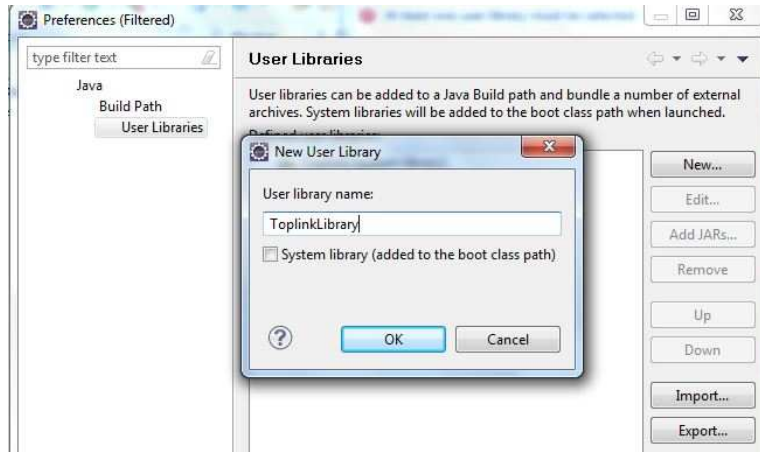 Preferences (Filtered)
type filter text
Java
Build Path
User Libraries
User Libraries
User libraries can be added to a Java Build path and bundle a number of external
archives. System libraries will be added to the boot class path when launched.
New User Library
User library name:
ToplinkLibrary
System library (added to the boot class path)
OK
Cancel
New...
Edit...
Add JARs...
Remove
Up
Down
Import...
Export...